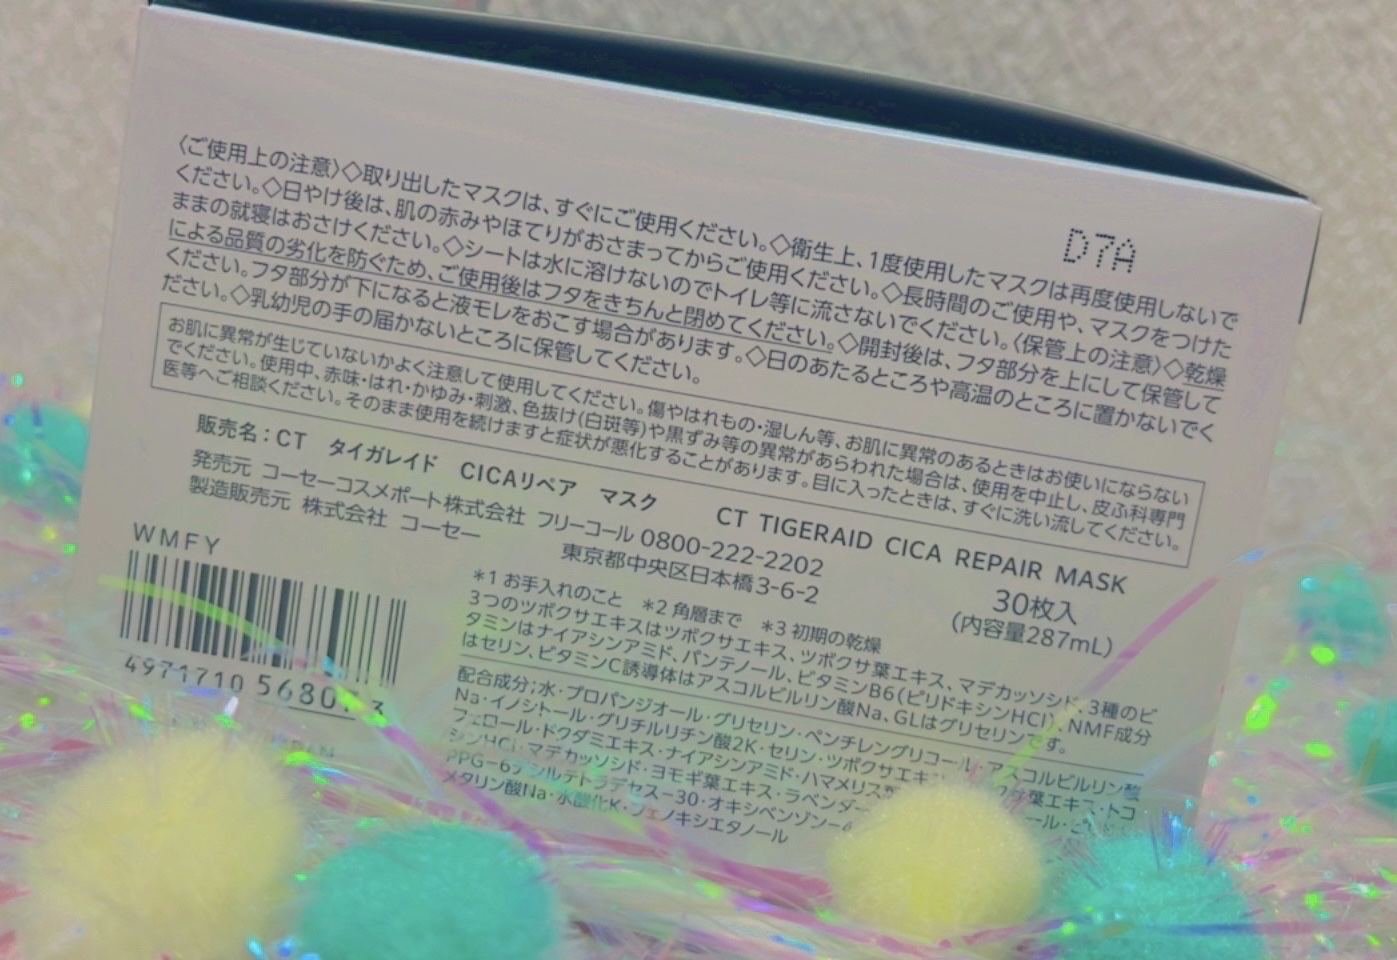 〈ご使用上の注意〉◇取り出したマスクは、すぐにご使用ください。◇衛生上、1度使用したマスクは再度使用しないで
ください。◇日やけ後は、肌の赤みやほてりがおさまってからご使用ください。◇長時間のご使用や、マスクをつけた
ままの就寝はおさけください。◇シートは水に溶けないのでトイレ等に流さないでください。〈保管上の注意〉◇乾燥
による品質の劣化を防ぐため、ご使用後はフタをきちんと閉めてください。◇開封後は、フタ部分を上にして保管して
ください。フタ部分が下になると液モレをおこす場合があります。◇日のあたるところや高温のところに置かないでく
ださい。◇乳幼児の手の届かないところに保管してください。
D7A
お肌に異常が生じていないかよく注意して使用してください。傷やはれもの・湿しん等、お肌に異常のあるときはお使いにならない
でください。使用中、赤味・はれ・かゆみ・刺激、色抜け(白斑等)や黒ずみ等の異常があらわれた場合は、使用を中止し、皮ふ科専門
医等へご相談ください。そのまま使用を続けますと症状が悪化することがあります。目に入ったときは、すぐに洗い流してください。
販売名：CT タイガレイド CICAリペア マスク CT TIGERAID CICA REPAIR MASK
発売元 コーセーコスメポート株式会社 フリーコール 0800-222-2202
製造販売元 株式会社 コーセー 東京都中央区日本橋3-6-2
30枚入
(内容量287mL)
WMFY
4971710 5680
*1 お手入れのこと *2 角層まで *3 初期の乾燥
3つのツボクサエキスはツボクサエキス、ツボクサ葉エキス、マデカッソシド、3種のビ
タミンはナイアシンアミド、パンテノール、ビタミンB6(ピリドキシンHCl)、NMF成分
はセリン、ビタミンC誘導体はアスコルビルリン酸Na、GLはグリセリンです。
配合成分；水・プロパンジオール・グリセリン・ペンチレングリコール・アスコルビルリン酸
Na・イノシトール・グリチルリチン酸2K・セリン・ツボクサエキス 葉エキス・トコ
フェロール・ドクダミエキス・ナイアシンアミド・ハマメリス ール・
シンHCl・マデカッソシド・ヨモギ葉エキス・ラベンダー
PPG-6 シルテトラデセス-30・オキシベンゾン-
メタリン酸Na・水酸化K・フェノキシエタノール